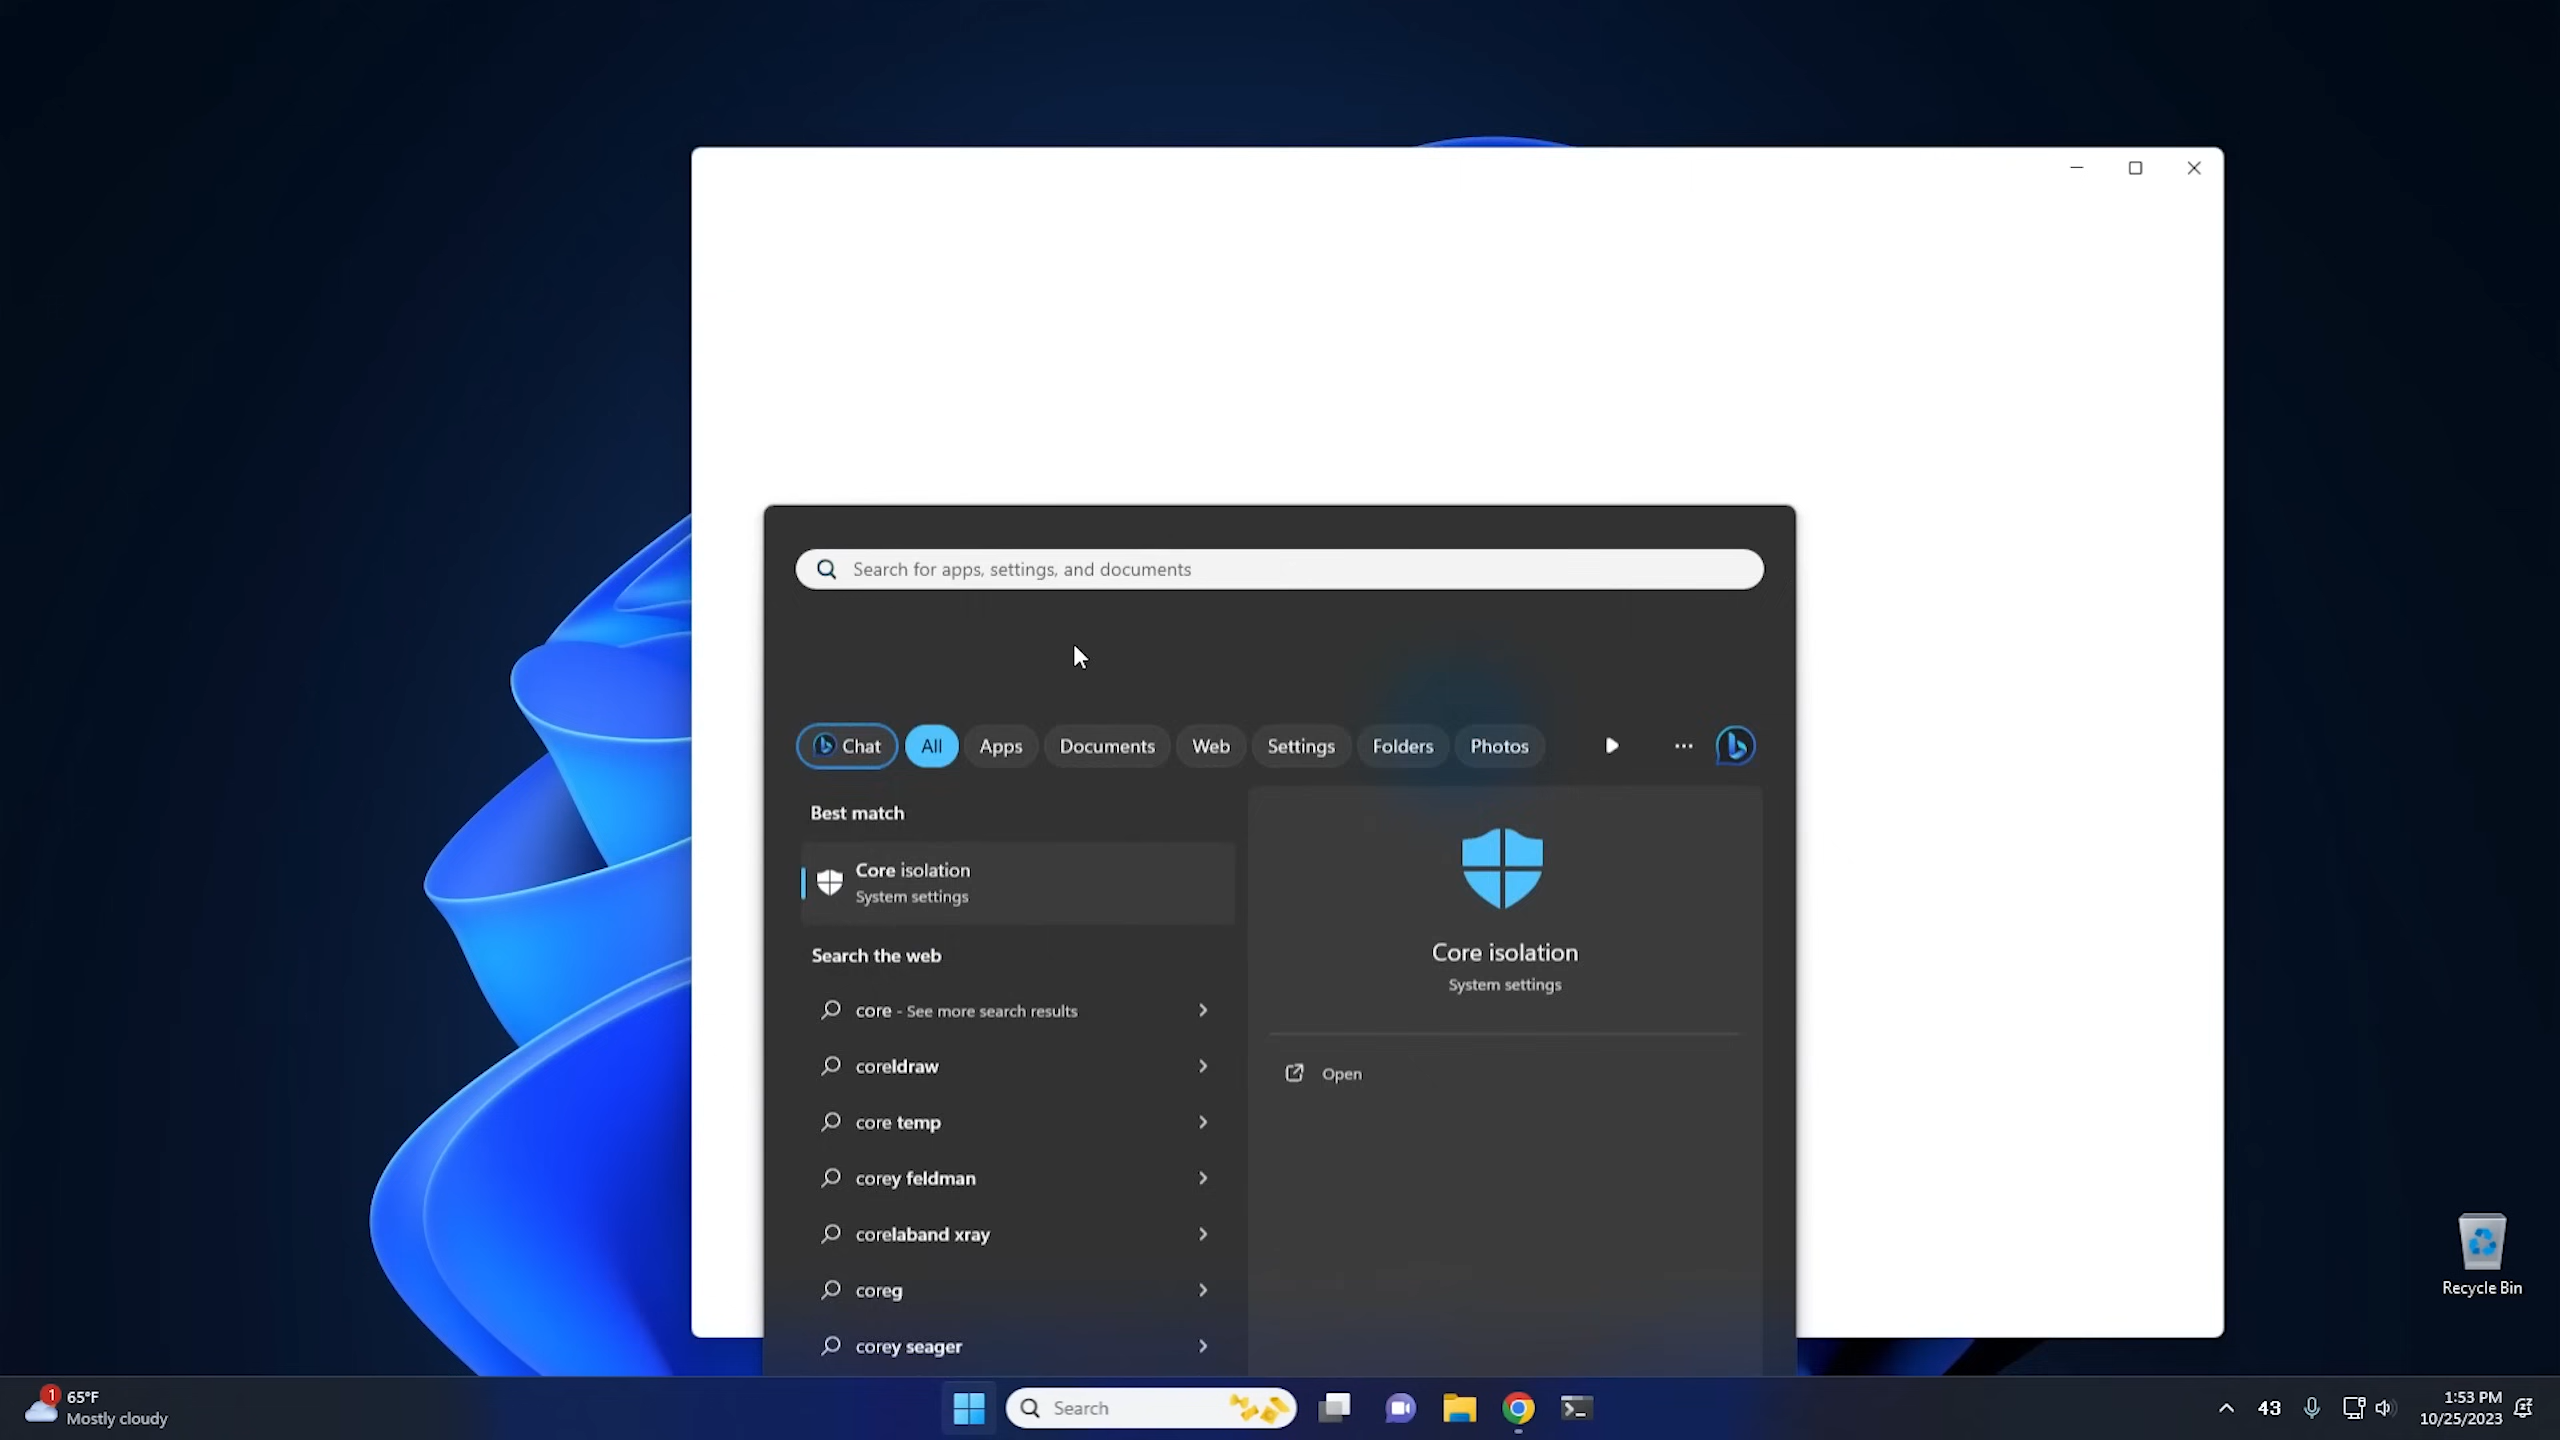 Search for apps, settings, and documents
Chat All Apps Documents Web Settings Folders Photos
Best match
Core isolation
System settings
Search the web
core - See more search results
coreldraw
core temp
corey feldman
corelaband xray
coreg
corey seager
Core isolation
System settings
Open
Recycle Bin
1
65°F
Mostly cloudy
Search
43
1:53 PM
10/25/2023